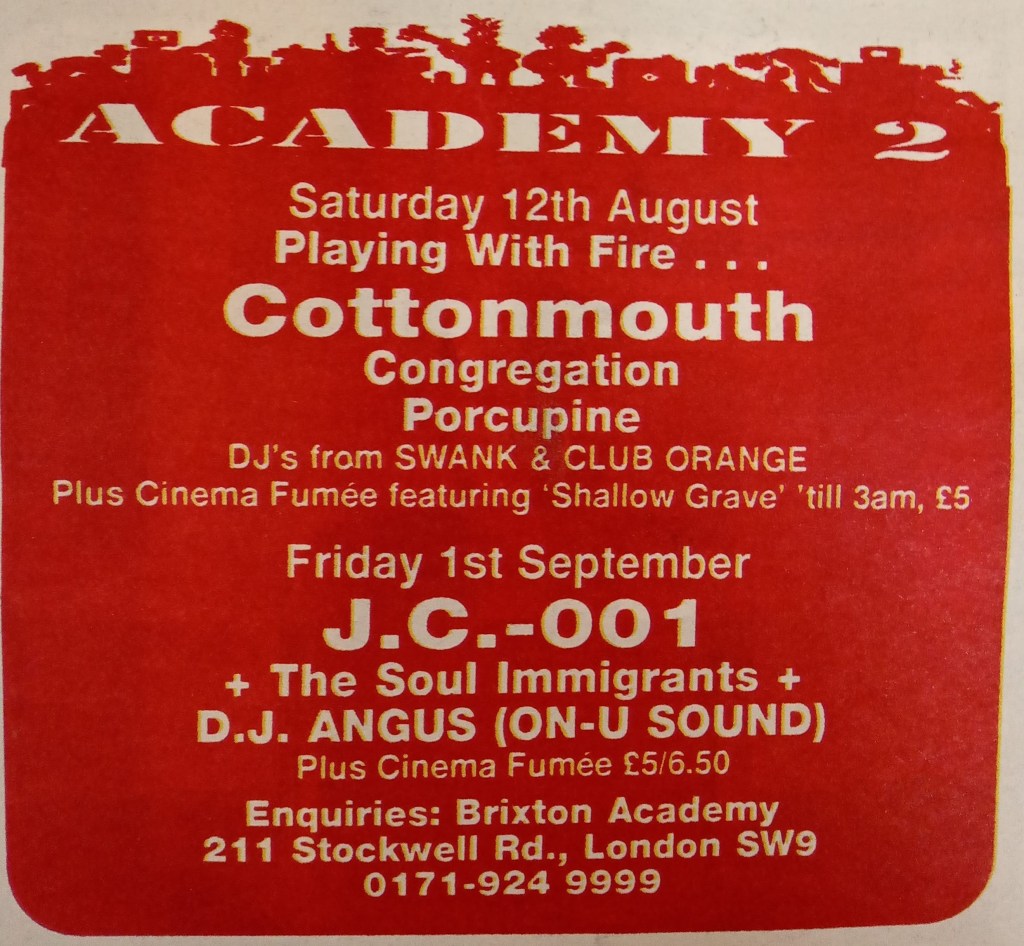 ACADEMY 2
Saturday 12th August
Playing With Fire . . .
Cottonmouth
Congregation
Porcupine
DJ's from SWANK & CLUB ORANGE
Plus Cinema Fumée featuring 'Shallow Grave' 'till 3am, £5
Friday 1st September
J.C.-001
+ The Soul Immigrants +
D.J. ANGUS (ON-U SOUND)
Plus Cinema Fumée £5/6.50
Enquiries: Brixton Academy
211 Stockwell Rd., London SW9
0171-924 9999